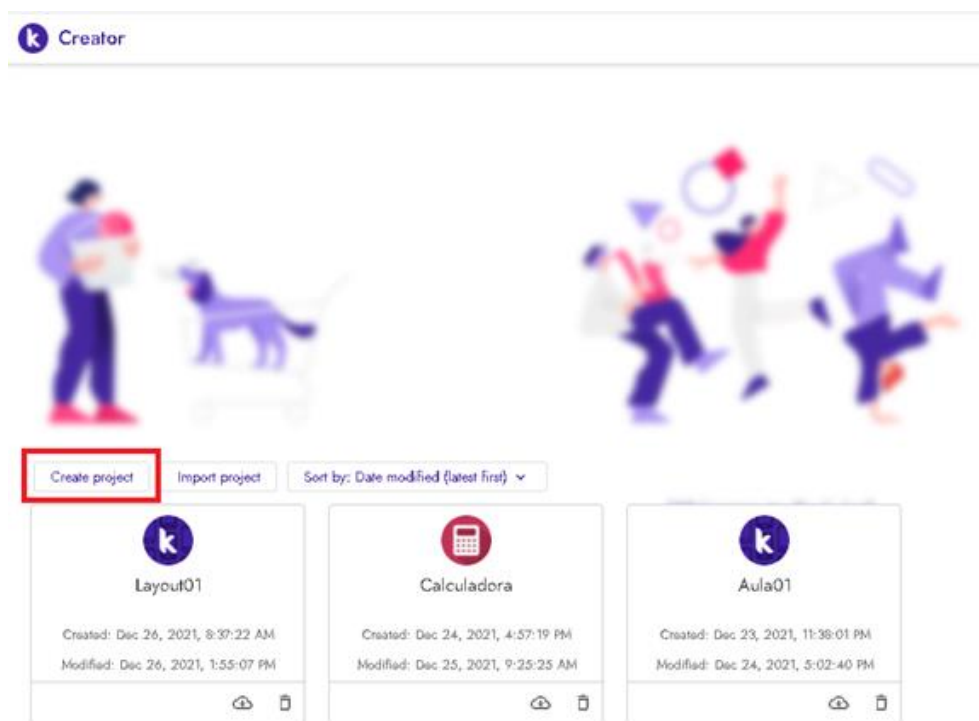 k Creator
Create project Import project Sort by: Date modified (latest first)
k k
Layout01 Calculadora Aula01
Created: Dec 26, 2021, 8:37:22 AM Created: Dec 24, 2021, 4:57:19 PM Created: Dec 23, 2021, 11:38:01 PM
Modified: Dec 26, 2021, 1:55:07 PM Modified: Dec 25, 2021, 9:25:25 AM Modified: Dec 24, 2021, 5:02:40 PM